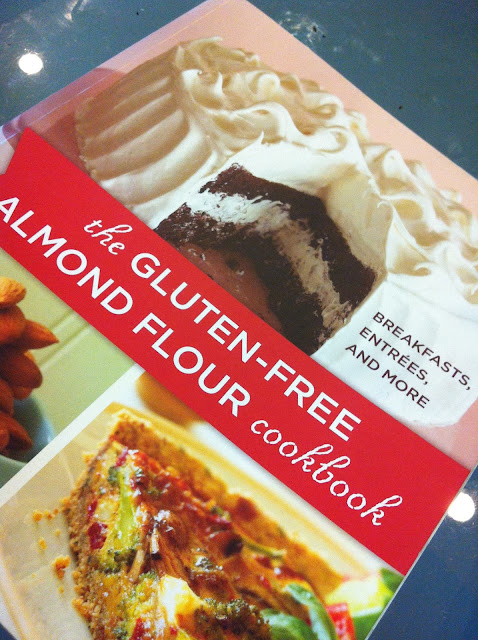 the GLUTEN-FREE
ALMOND FLOUR cookbook
BREAKFASTS,
ENTRÉES,
AND MORE